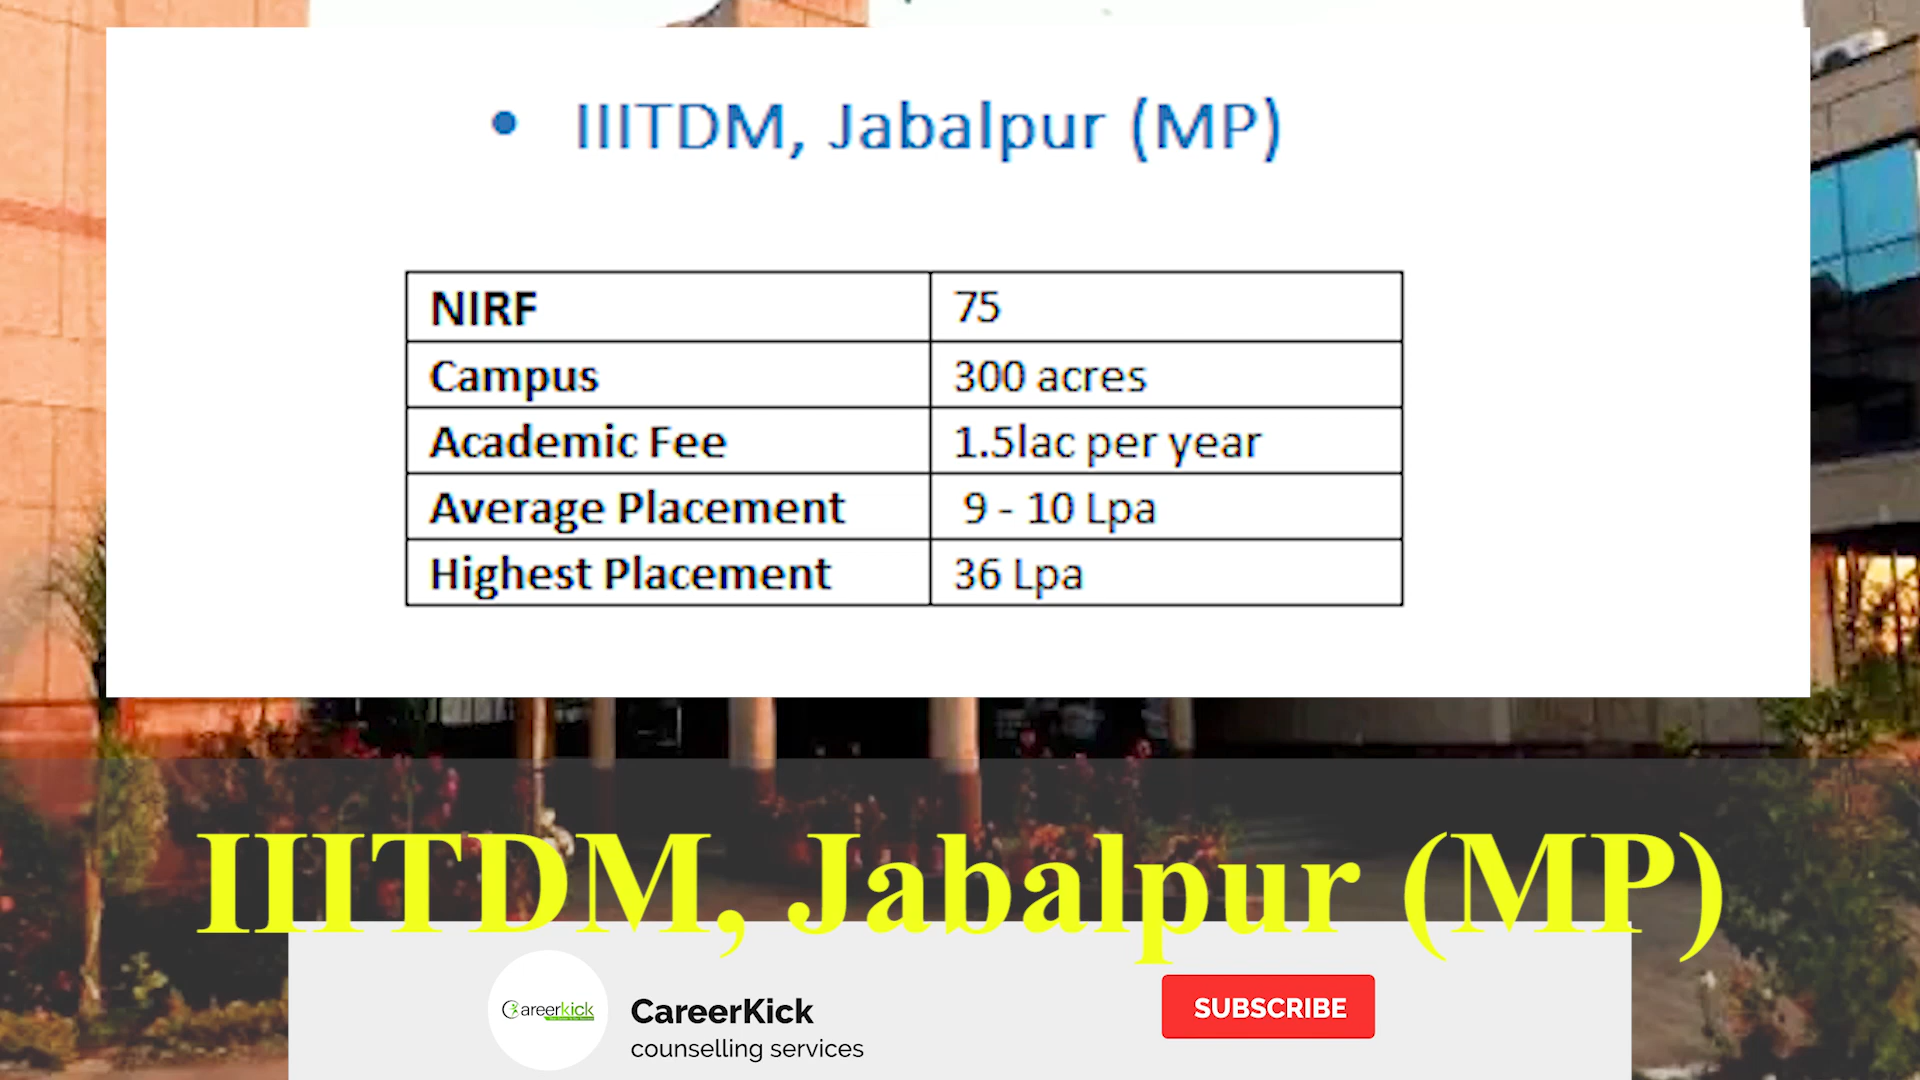 • IIITDM, Jabalpur (MP)
NIRF 75
Campus 300 acres
Academic Fee 1.5lac per year
Average Placement 9 - 10 Lpa
Highest Placement 36 Lpa
IIITDM, Jabalpur (MP)
Careerkick
CareerKick
counselling services
SUBSCRIBE